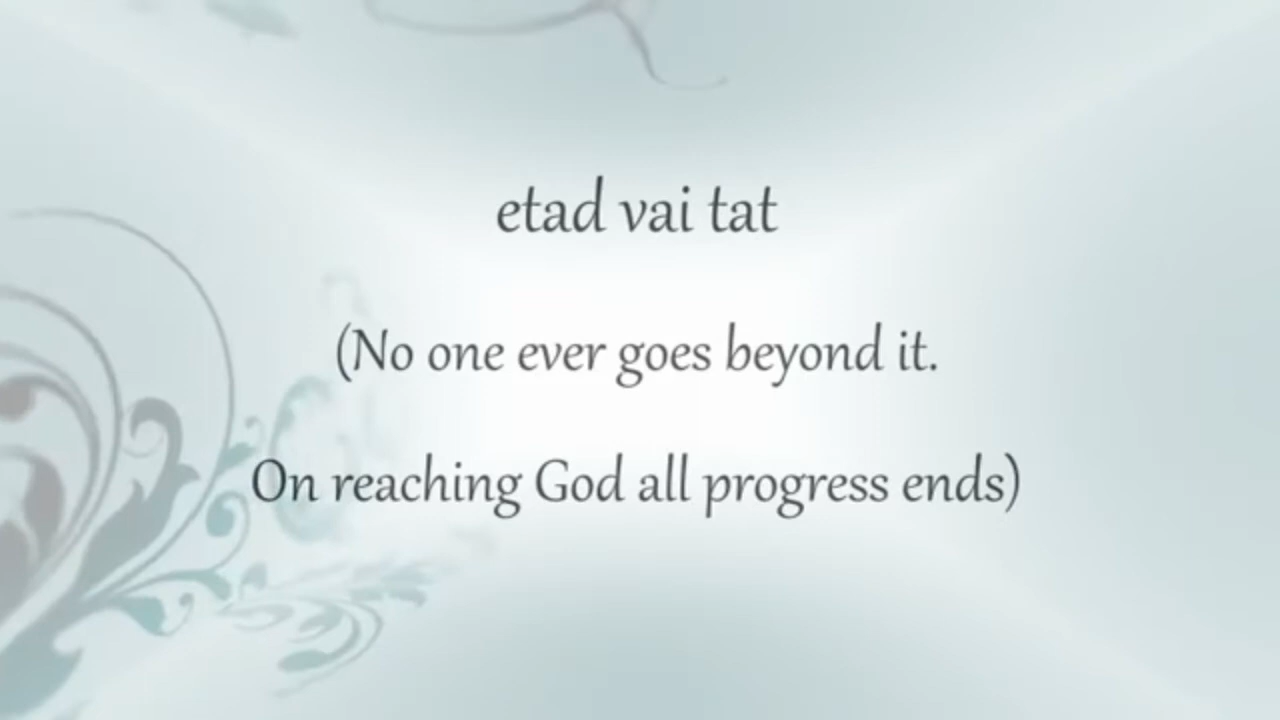 etad vai tat
(No one ever goes beyond it.
On reaching God all progress ends)